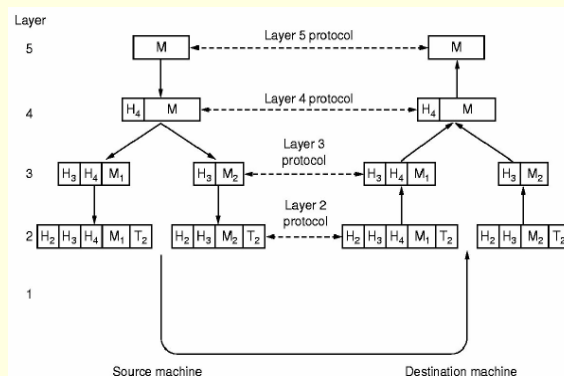 Layer
5 M Layer 5 protocol M
4 H4 M Layer 4 protocol H4 M
3 H3 H4 M1 H3 M2 Layer 3 protocol H3 H4 M1 H3 M2
2 H2 H3 H4 M1 T2 H2 H3 M2 T2 Layer 2 protocol H2 H3 H4 M1 T2 H2 H3 M2 T2
1
Source machine Destination machine